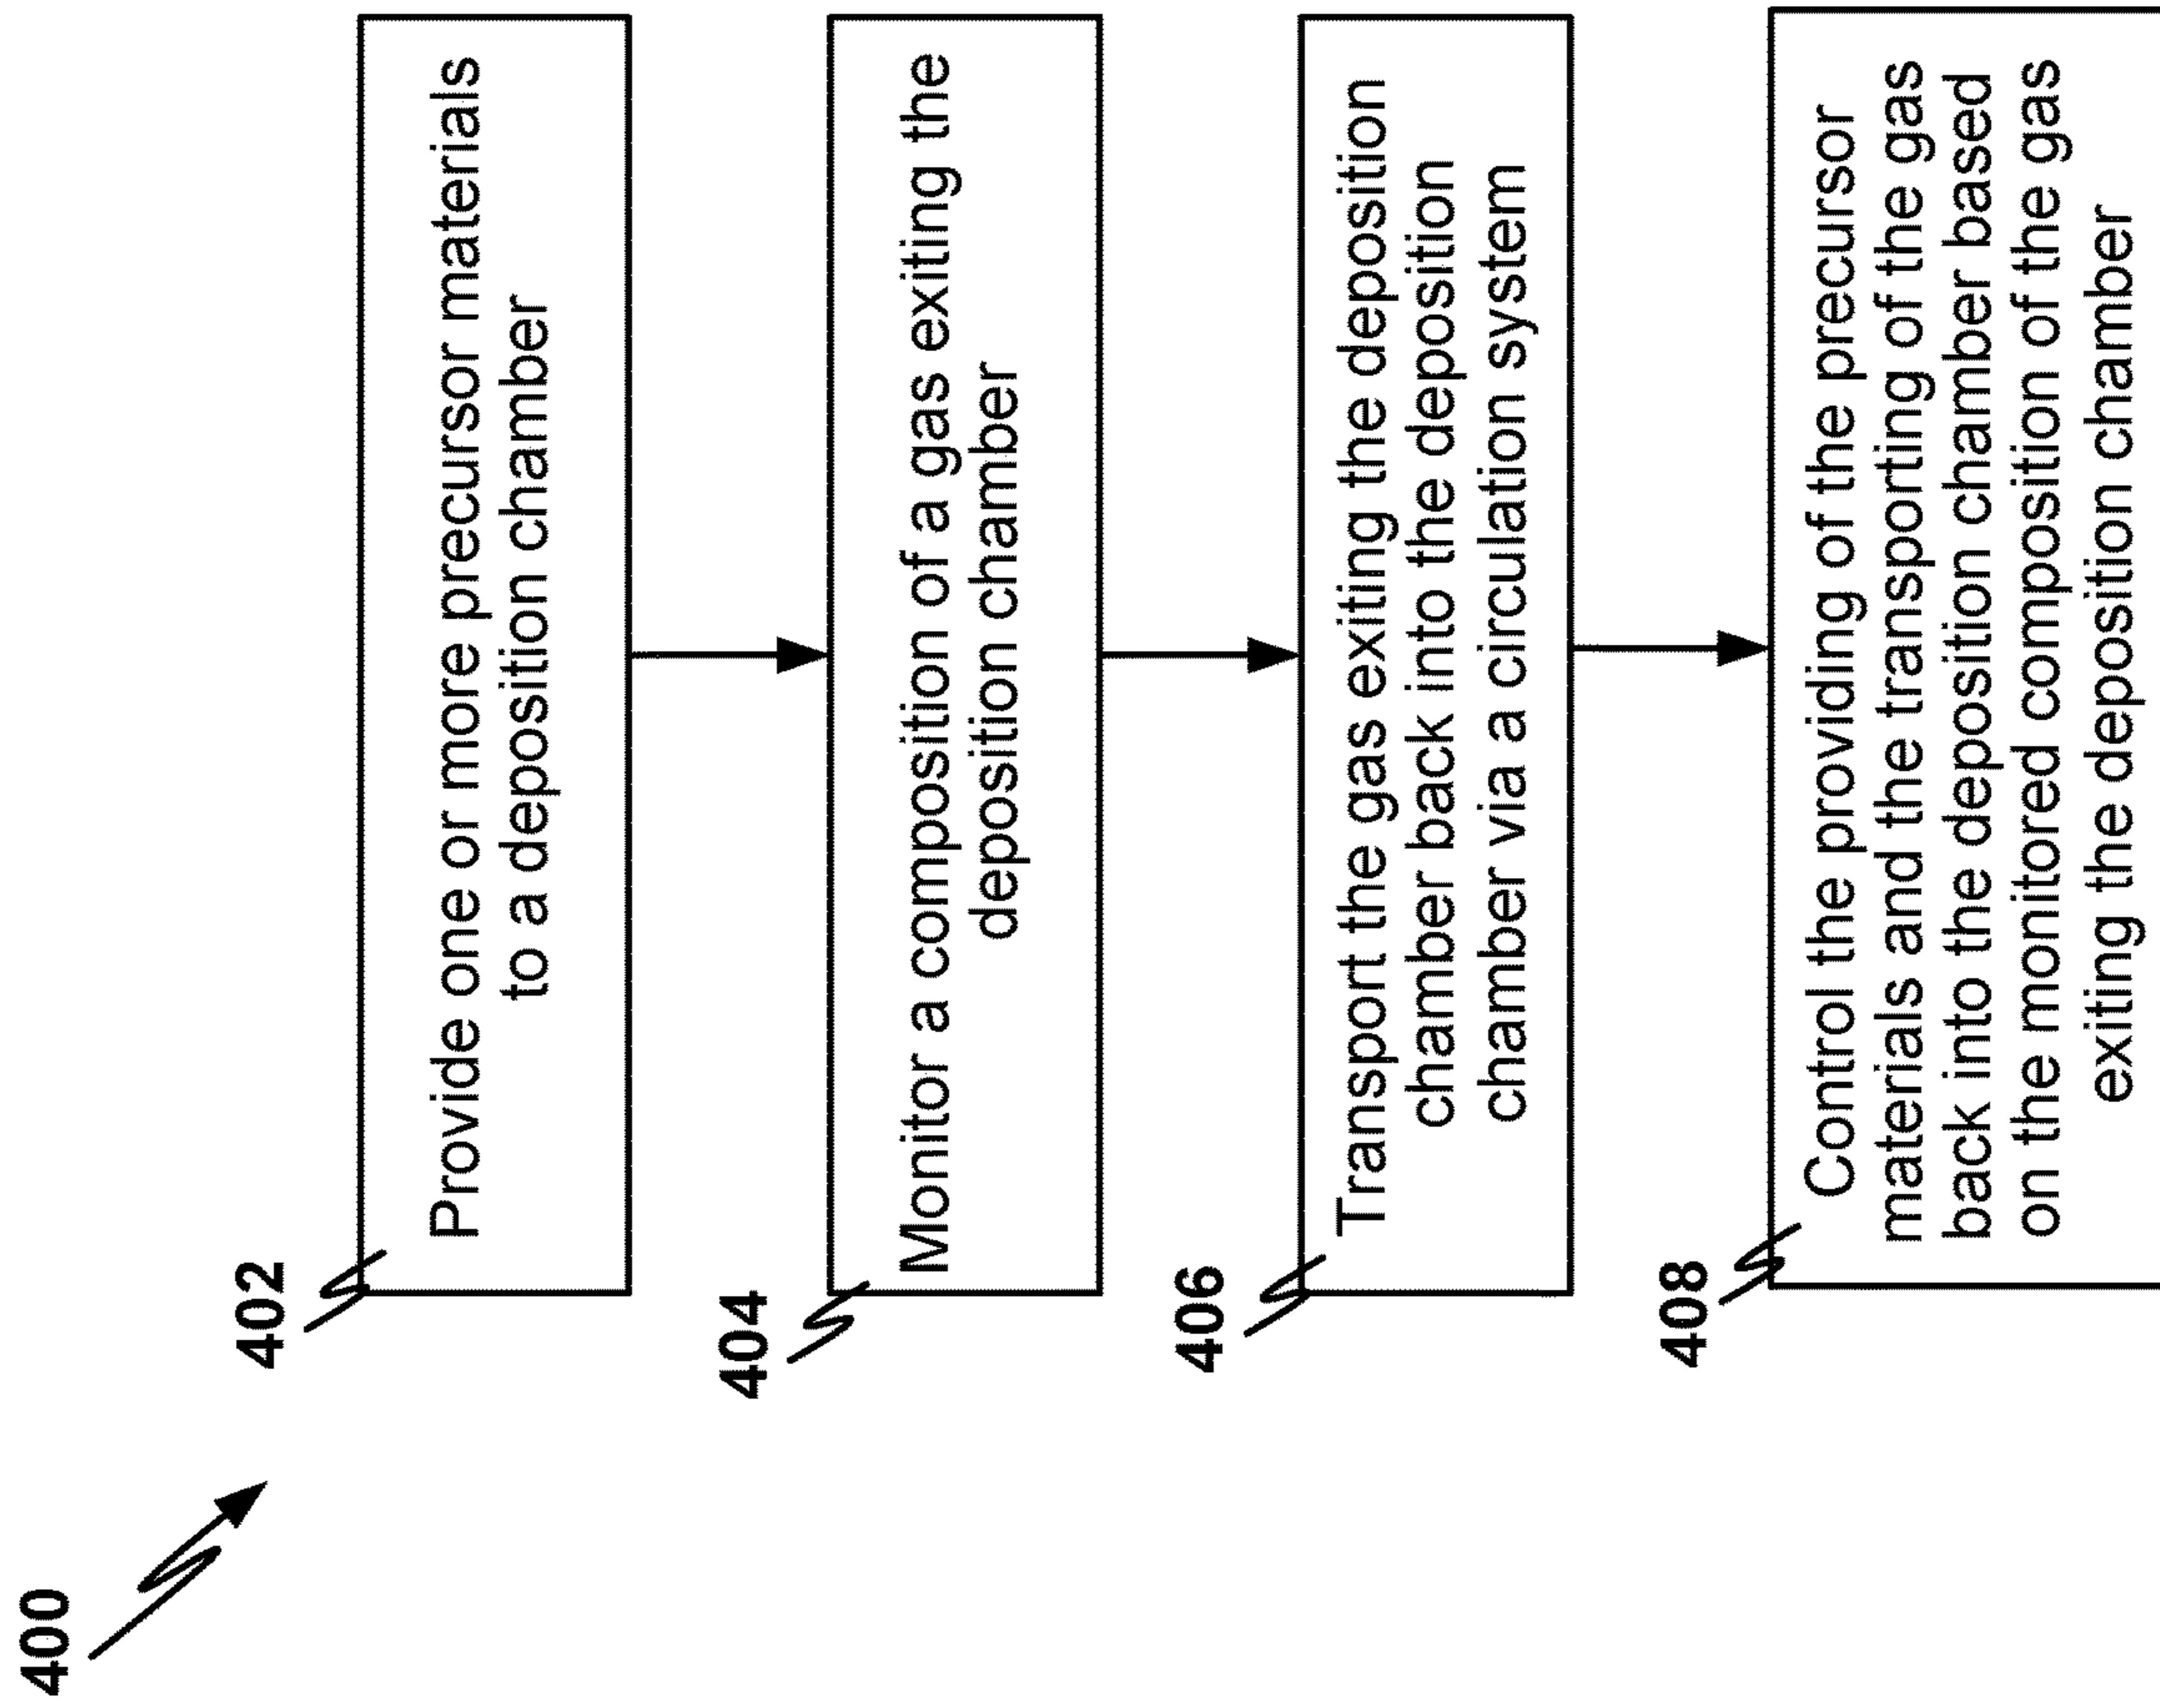 400
402
Provide one or more precursor materials
to a deposition chamber
404
Monitor a composition of a gas exiting the
deposition chamber
406
Transport the gas exiting the deposition
chamber back into the deposition
chamber via a circulation system
408
Control the providing of the precursor
materials and the transporting of the gas
back into the deposition chamber based
on the monitored composition of the gas
exiting the deposition chamber